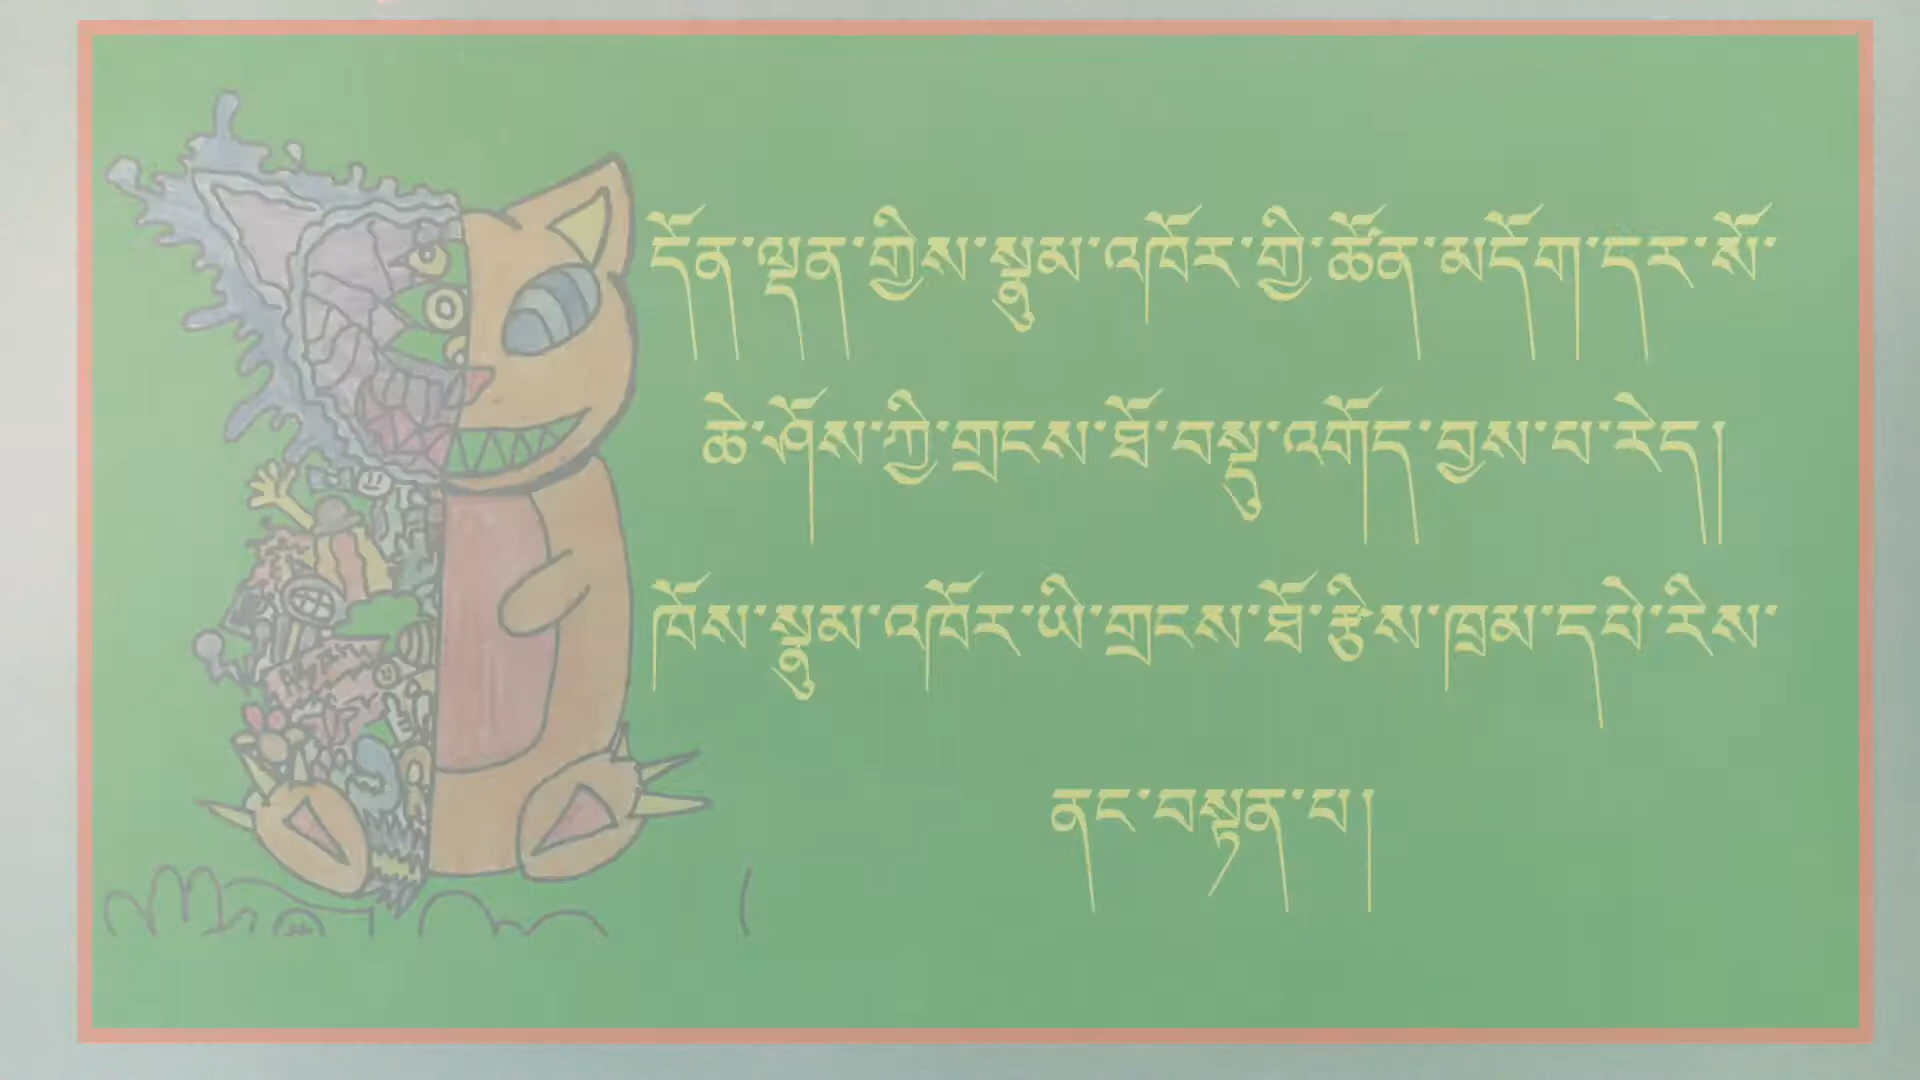 དོན་ལྡན་གྱིས་སྣུམ་འཁོར་གྱི་ཚོན་མདོག་དར་སོ་
ཆེ་ཤོས་ཀྱི་གྲངས་ཐོ་བསྡུ་འགོད་བྱས་པ་རེད།
ཁོས་སྣུམ་འཁོར་ཡི་གྲངས་ཐོ་རྩིས་ཁྲམ་དཔེ་རིས་
ནང་བསྟན་པ།